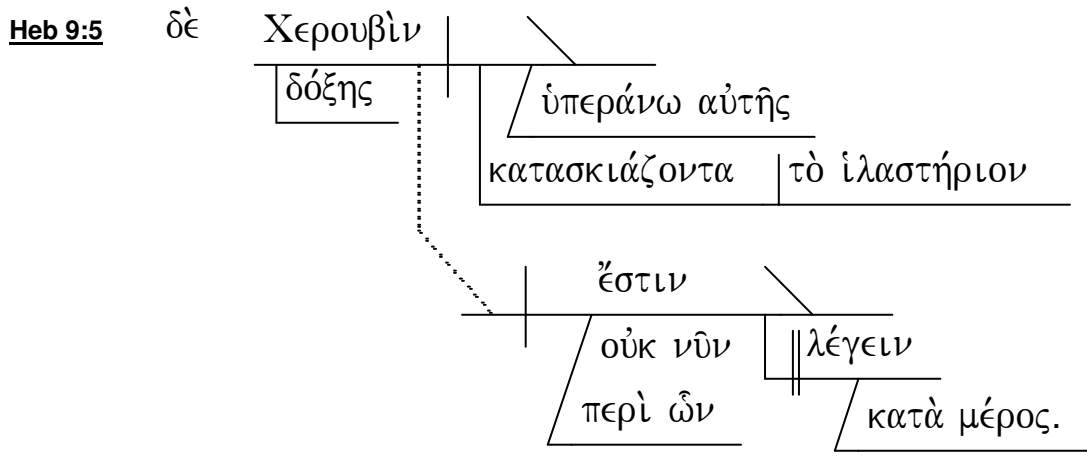 Heb 9:5 δὲ Χερουβὶν
δόξης
ὑπεράνω αὐτῆς
κατασκιάζοντα τὸ ἱλαστήριον
ἔστιν
οὐκ νῦν λέγειν
περὶ ὧν κατὰ μέρος.